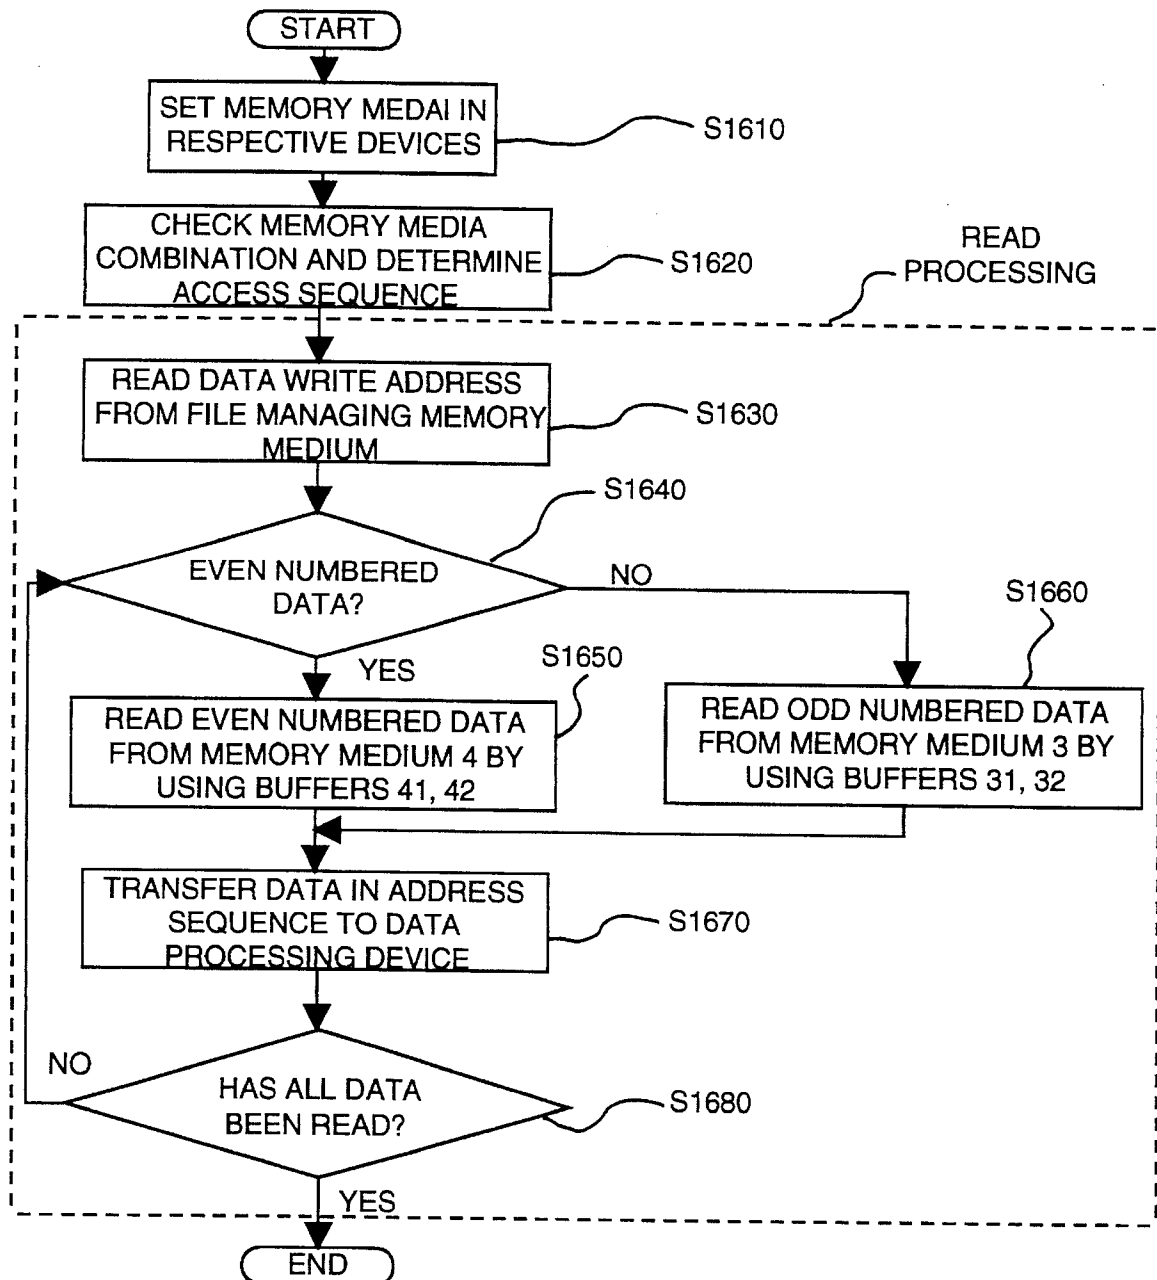 START
SET MEMORY MEDAI IN
RESPECTIVE DEVICES
S1610
CHECK MEMORY MEDIA
COMBINATION AND DETERMINE
ACCESS SEQUENCE
S1620
READ
PROCESSING
READ DATA WRITE ADDRESS
FROM FILE MANAGING MEMORY
MEDIUM
S1630
S1640
EVEN NUMBERED
DATA?
NO
S1660
YES
S1650
READ EVEN NUMBERED DATA
FROM MEMORY MEDIUM 4 BY
USING BUFFERS 41, 42
READ ODD NUMBERED DATA
FROM MEMORY MEDIUM 3 BY
USING BUFFERS 31, 32
TRANSFER DATA IN ADDRESS
SEQUENCE TO DATA
PROCESSING DEVICE
S1670
NO
HAS ALL DATA
BEEN READ?
S1680
YES
END